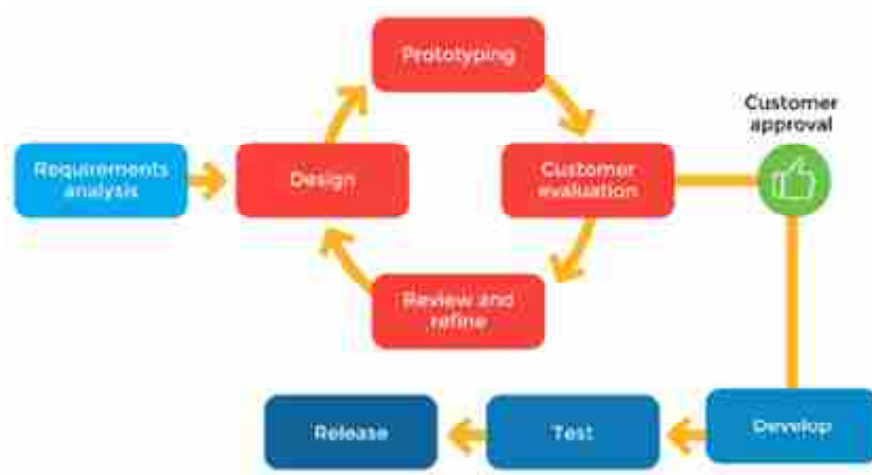 Prototyping
Customer
approval
Requirements
analysis
Design
Customer
evaluation
Review and
refine
Release
Test
Develop